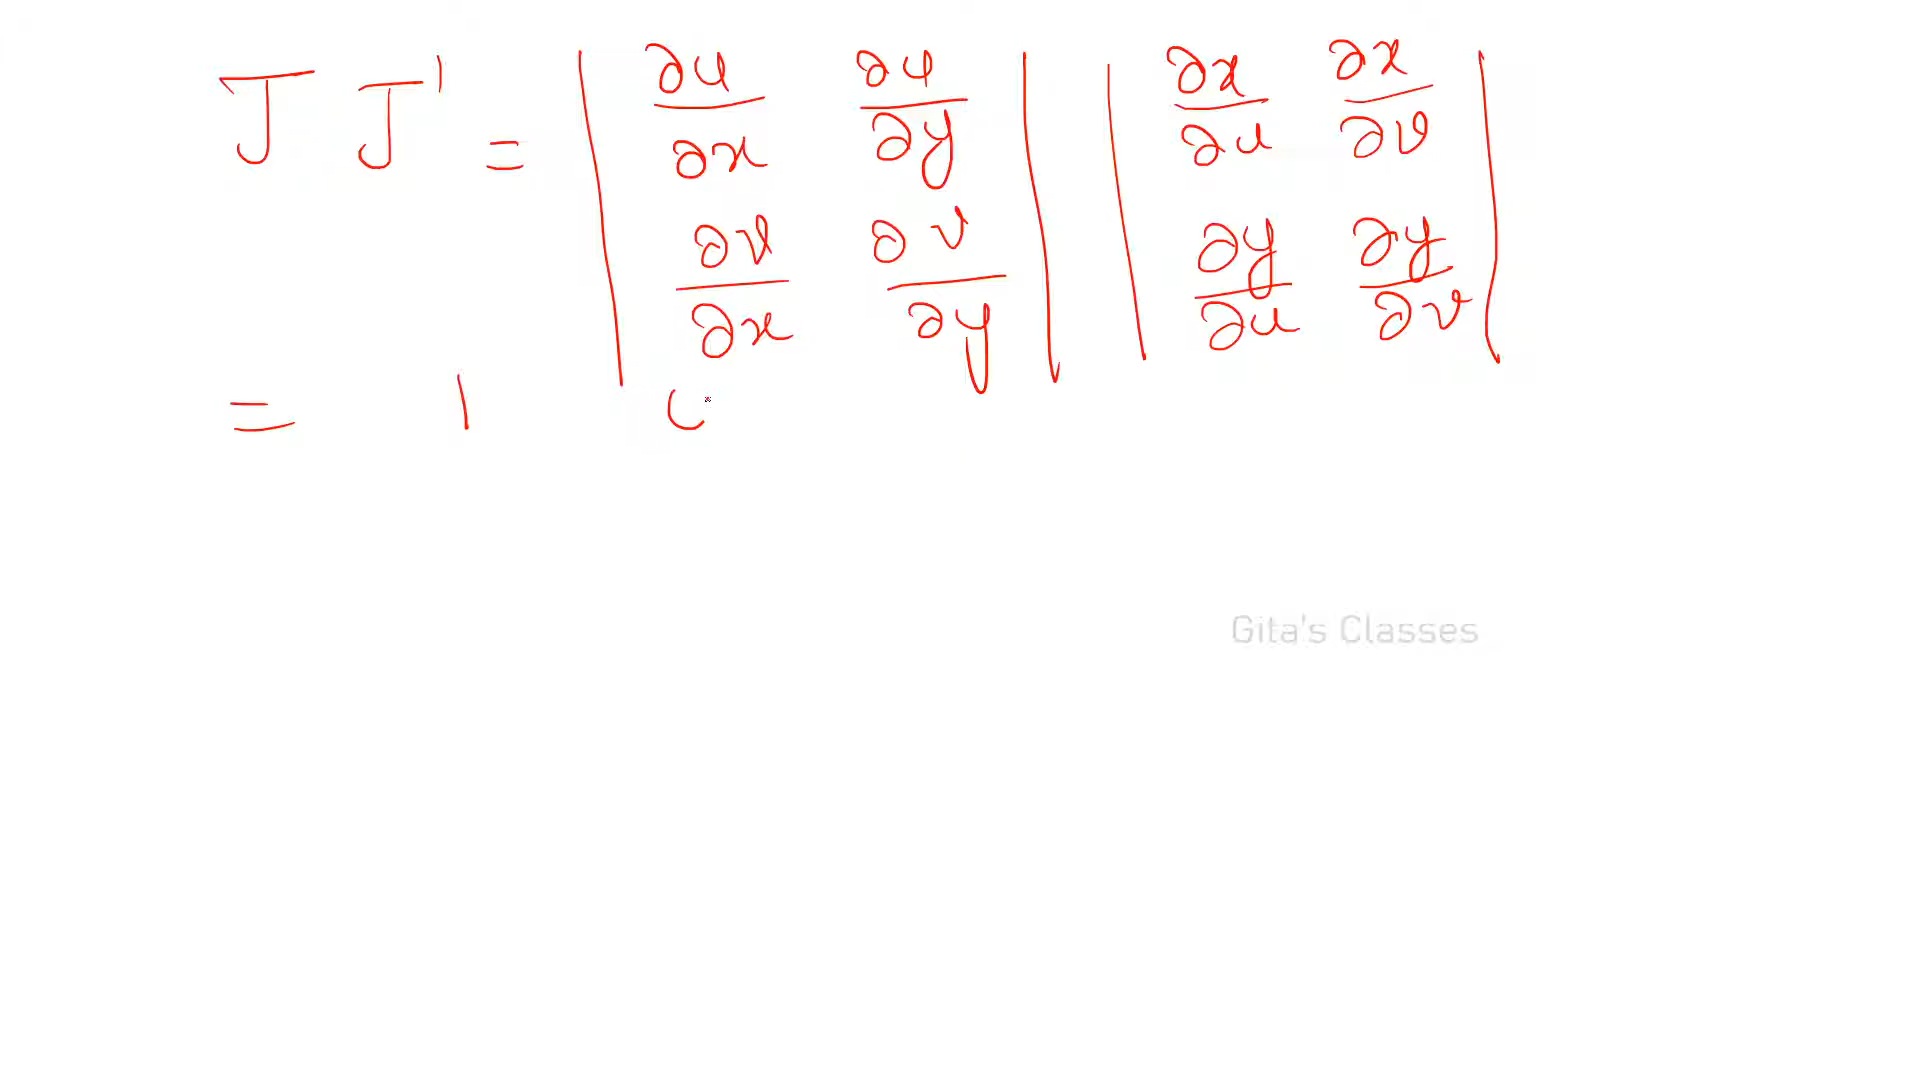 J J' = | ∂u/∂x ∂u/∂y | | ∂x/∂u ∂x/∂v |
| ∂v/∂x ∂v/∂y | | ∂y/∂u ∂y/∂v |
= 1
Gita's Classes